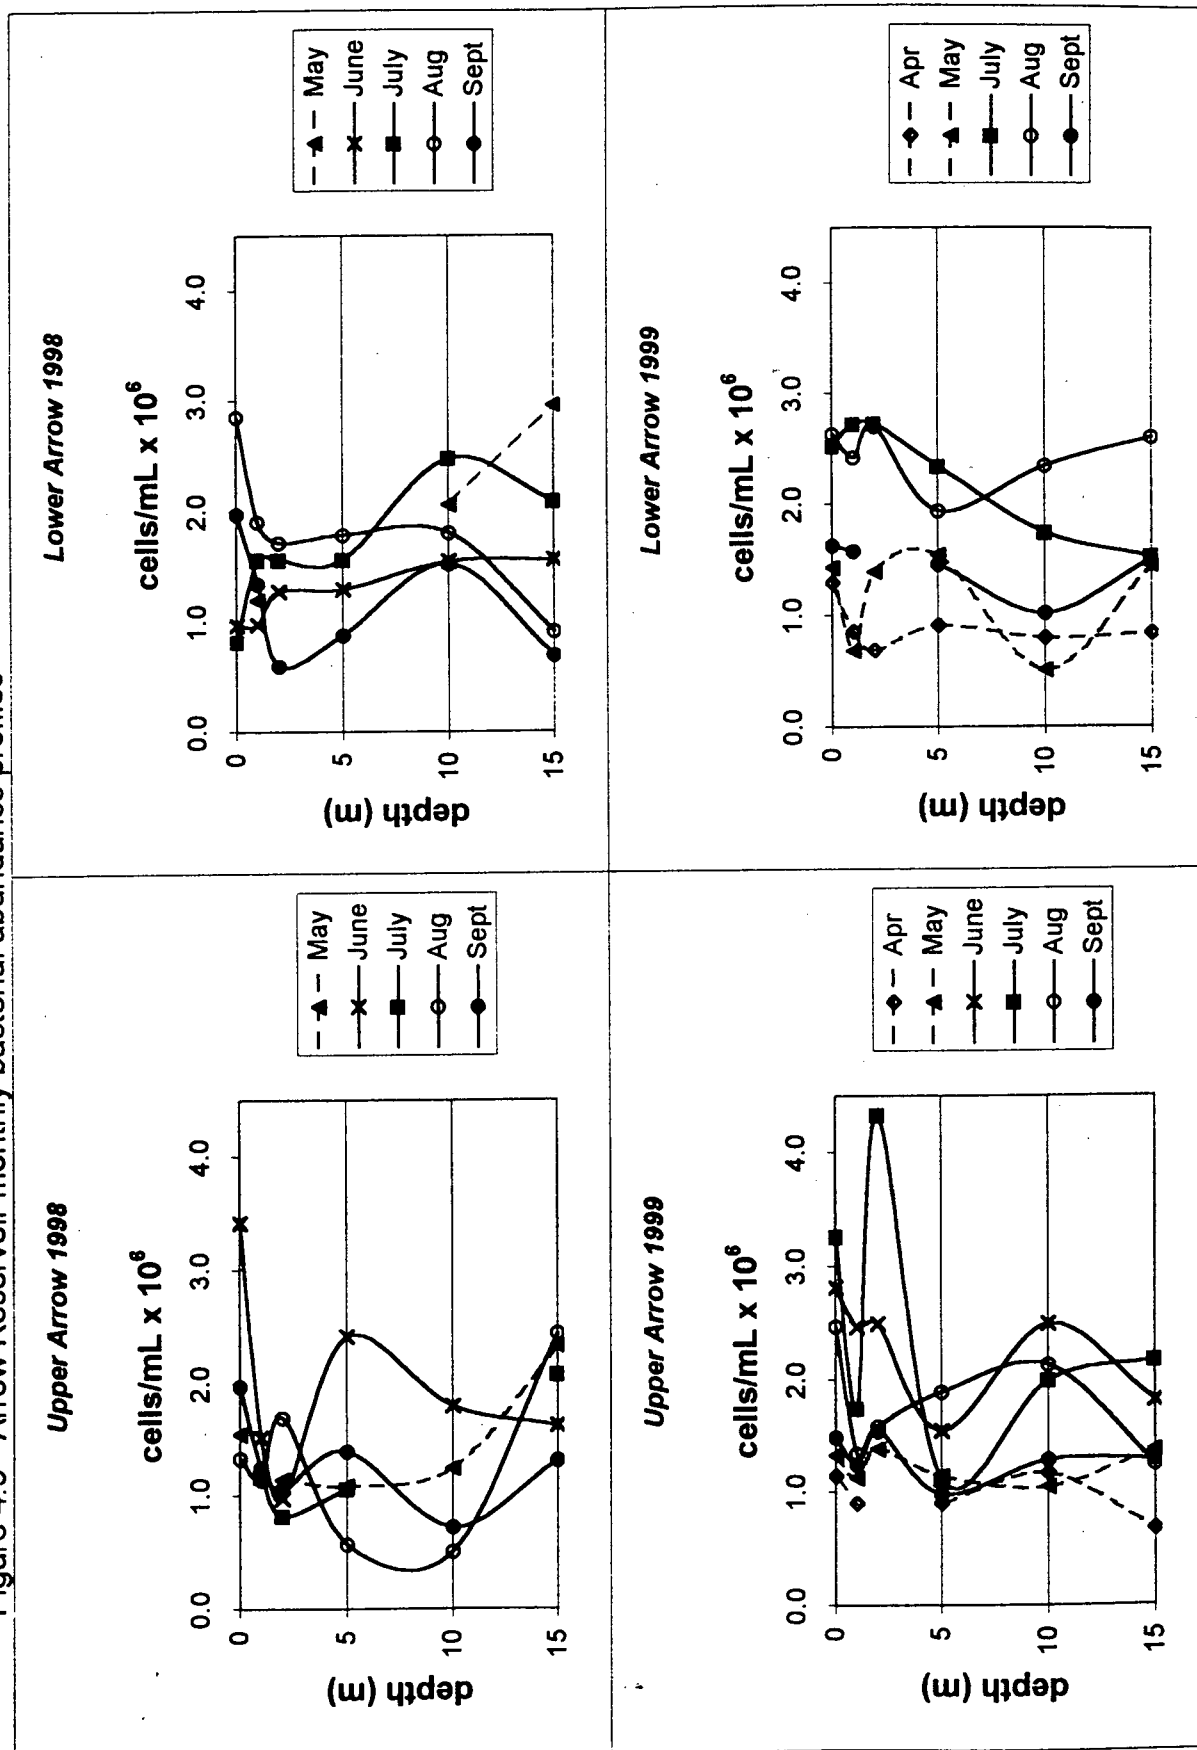 Figure 4.3 Arrow Reservoir monthly bacterial abundance profiles
Upper Arrow 1998
cells/mL x 10⁶
0.0 1.0 2.0 3.0 4.0
0
5
10
15
depth (m)
May
June
July
Aug
Sept
Lower Arrow 1998
cells/mL x 10⁶
0.0 1.0 2.0 3.0 4.0
0
5
10
15
depth (m)
May
June
July
Aug
Sept
Upper Arrow 1999
cells/mL x 10⁶
0.0 1.0 2.0 3.0 4.0
0
5
10
15
depth (m)
Apr
May
June
July
Aug
Sept
Lower Arrow 1999
cells/mL x 10⁶
0.0 1.0 2.0 3.0 4.0
0
5
10
15
depth (m)
Apr
May
July
Aug
Sept